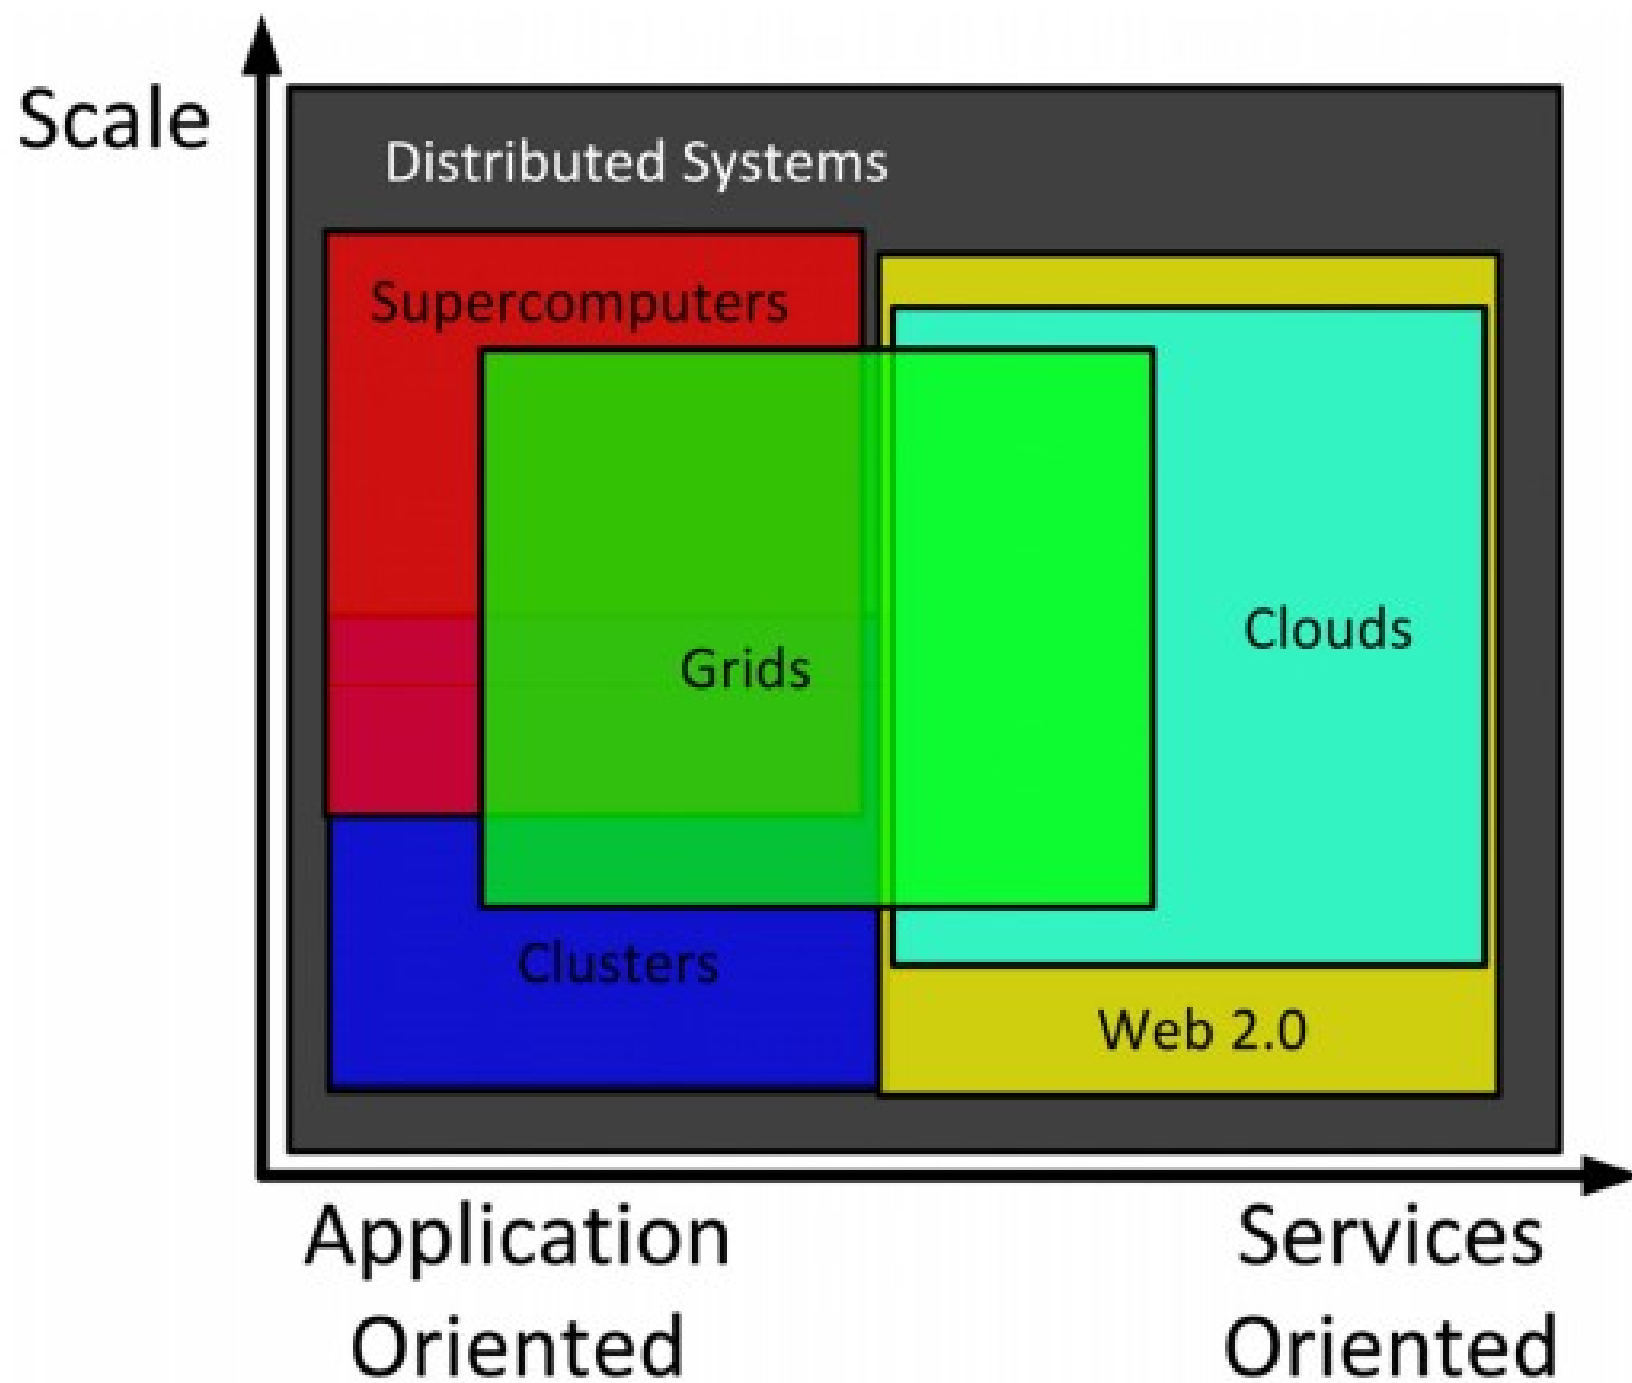 Scale
Distributed Systems
Supercomputers
Clouds
Grids
Clusters
Web 2.0
Application
Oriented
Services
Oriented